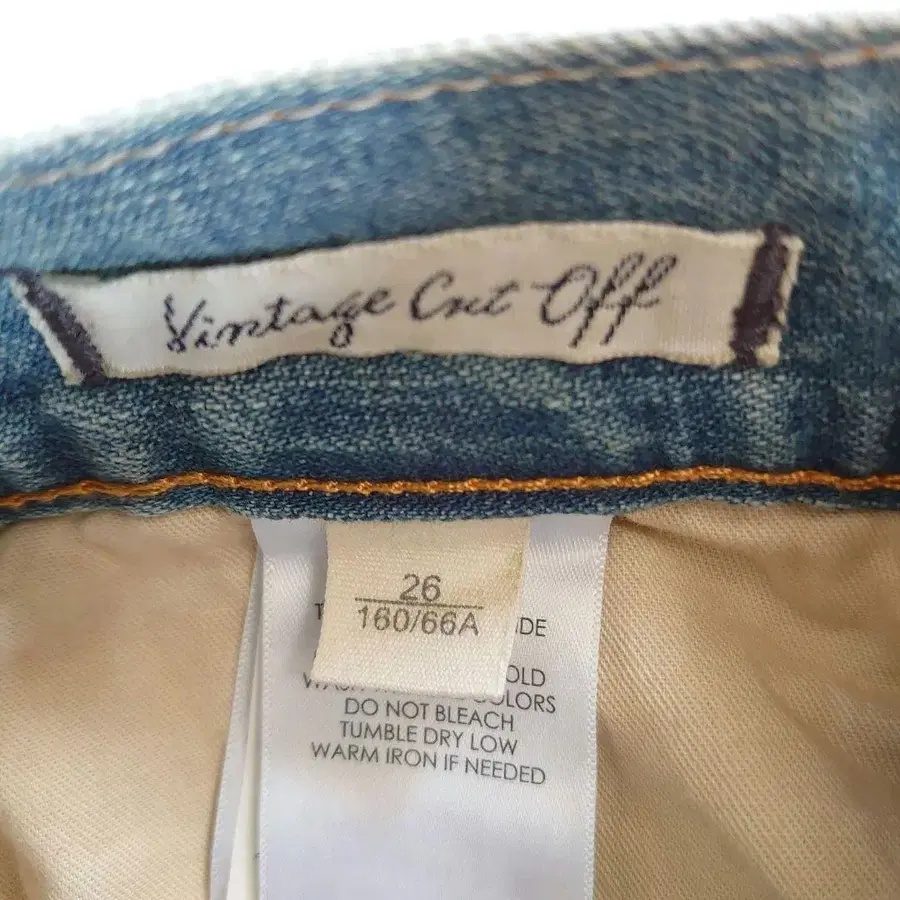 Vintage Cut Off
26
160/66A
DO NOT BLEACH
TUMBLE DRY LOW
WARM IRON IF NEEDED